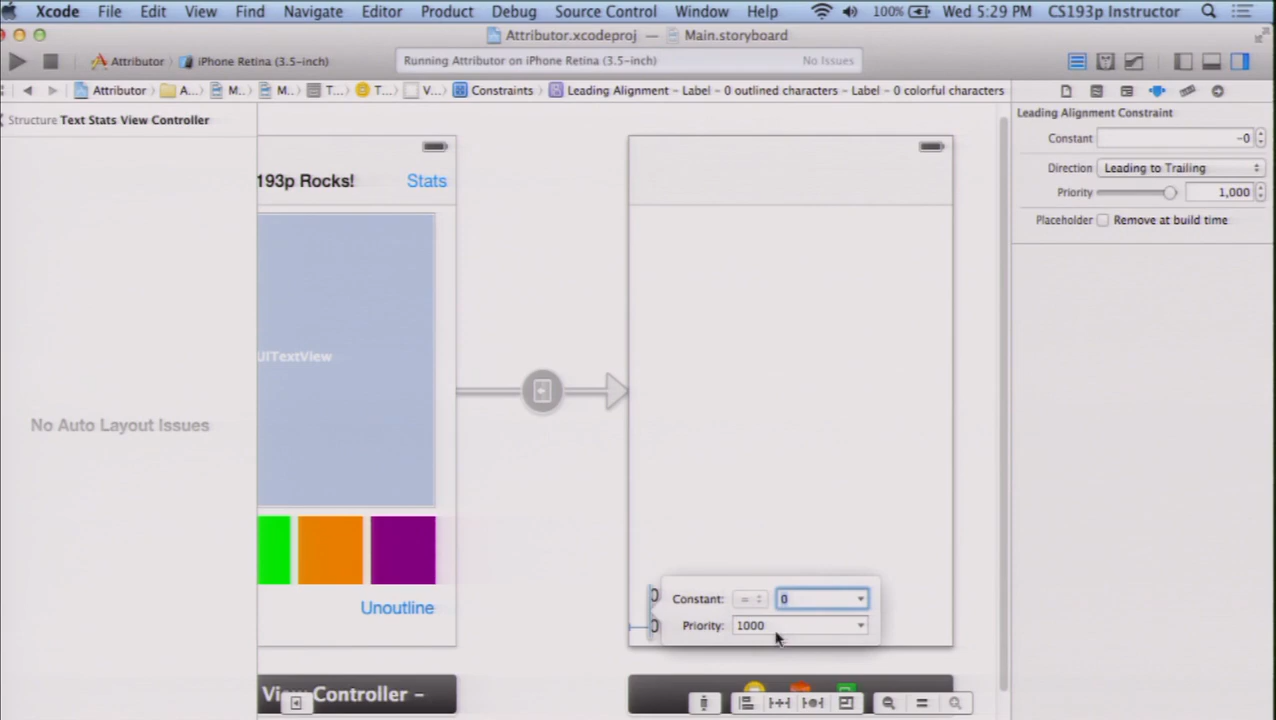 Xcode File Edit View Find Navigate Editor Product Debug Source Control Window Help 100% Wed 5:29 PM CS193p Instructor
Attributor.xcodeproj — Main.storyboard
Attributor iPhone Retina (3.5-inch) Running Attributor on iPhone Retina (3.5-inch) No Issues
Attributor A... M... M... T... T... V... Constraints Leading Alignment – Label – 0 outlined characters – Label – 0 colorful characters
Structure Text Stats View Controller
Leading Alignment Constraint
Constant -0
Direction Leading to Trailing
Priority 1,000
Placeholder Remove at build time
193p Rocks! Stats
UITextView
No Auto Layout Issues
Unoutline
0 Constant: = 0
0 Priority: 1000
View Controller –